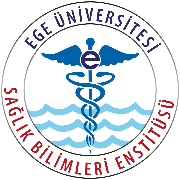 EGE ÜNİVERSİTESİ
e
SAĞLIK BİLİMLERİ ENSTİTÜSÜ